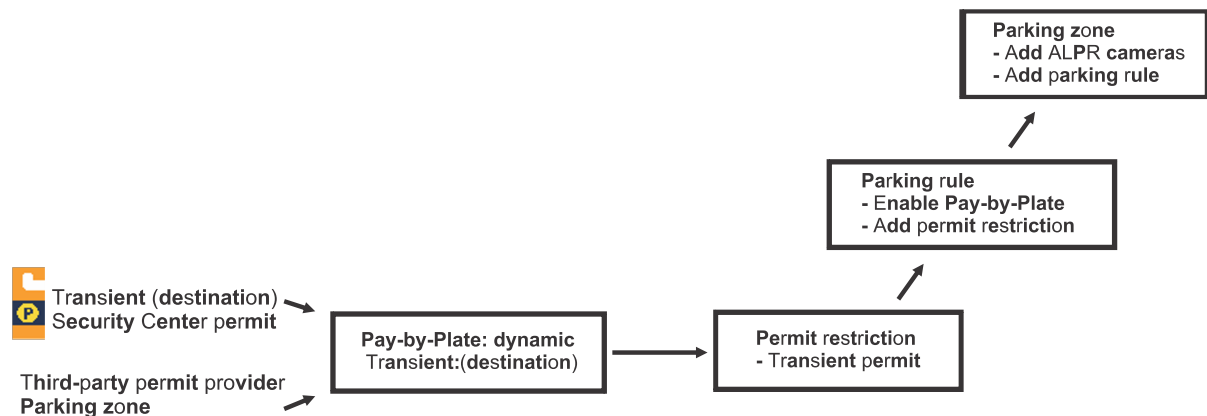 Parking zone
- Add ALPR cameras
- Add parking rule
Parking rule
- Enable Pay-by-Plate
- Add permit restriction
P
Transient (destination)
Security Center permit
Pay-by-Plate: dynamic
Transient:(destination)
Permit restriction
- Transient permit
Third-party permit provider
Parking zone